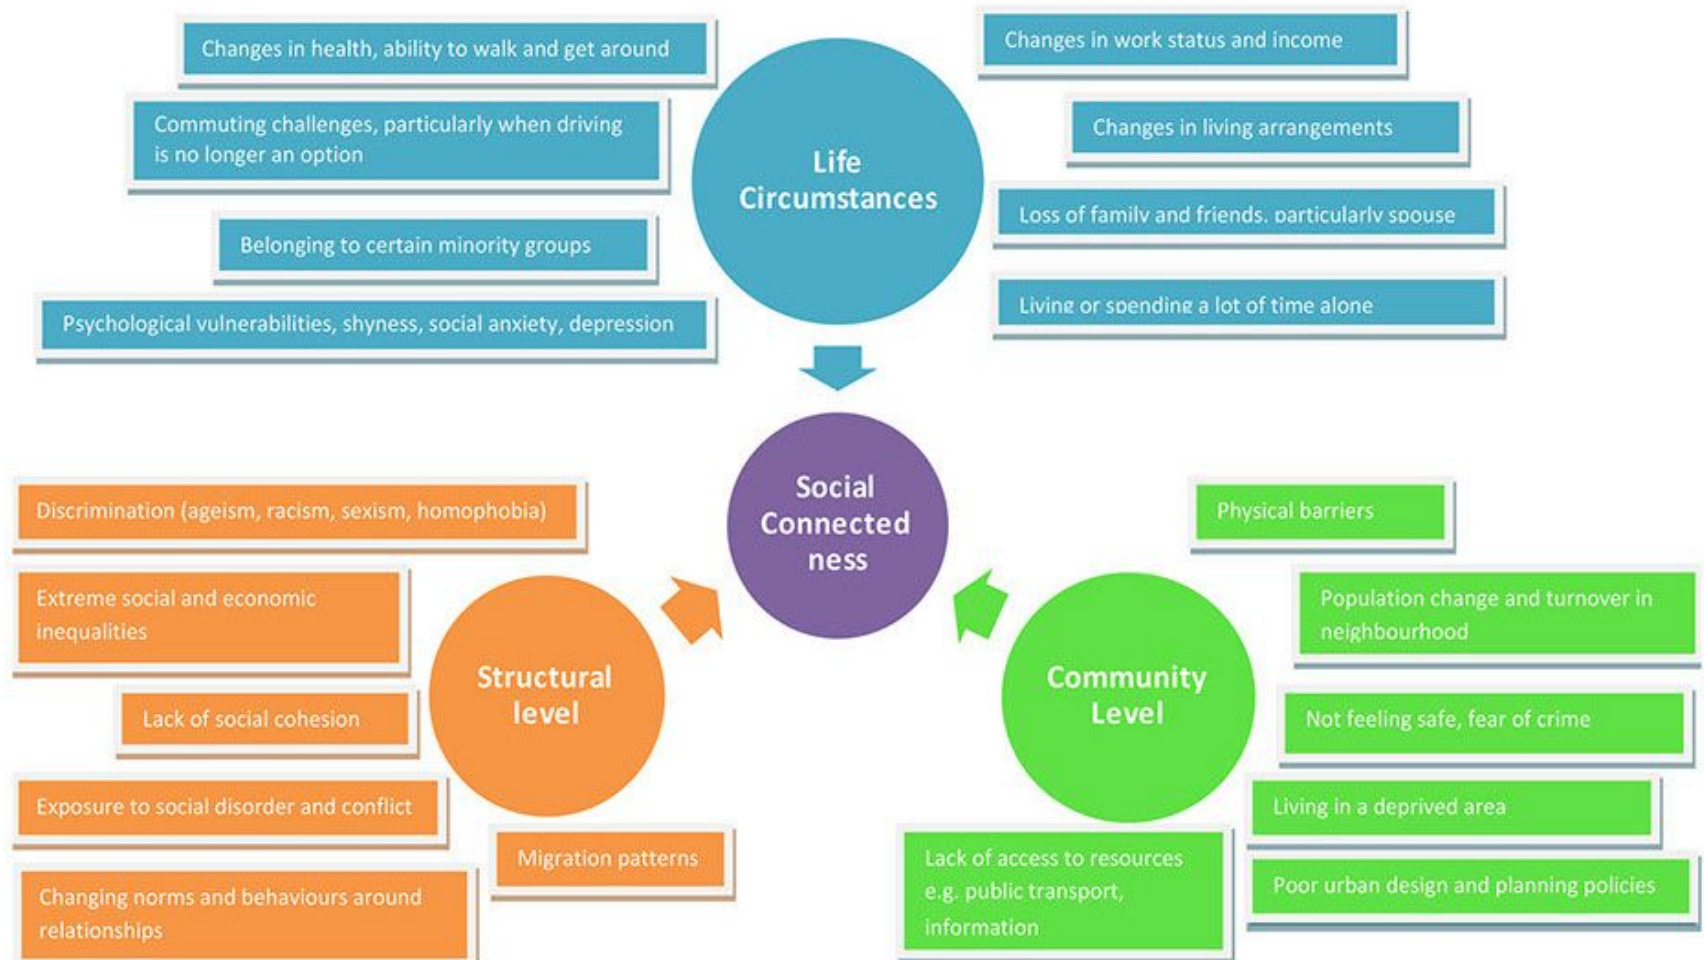 Changes in health, ability to walk and get around
Commuting challenges, particularly when driving
is no longer an option
Belonging to certain minority groups
Psychological vulnerabilities, shyness, social anxiety, depression
Life
Circumstances
Changes in work status and income
Changes in living arrangements
Loss of family and friends, particularly spouse
Living or spending a lot of time alone
Social
Connected
ness
Discrimination (ageism, racism, sexism, homophobia)
Extreme social and economic
inequalities
Lack of social cohesion
Exposure to social disorder and conflict
Changing norms and behaviours around
relationships
Migration patterns
Structural
level
Community
Level
Physical barriers
Population change and turnover in
neighbourhood
Not feeling safe, fear of crime
Living in a deprived area
Poor urban design and planning policies
Lack of access to resources
e.g. public transport,
information